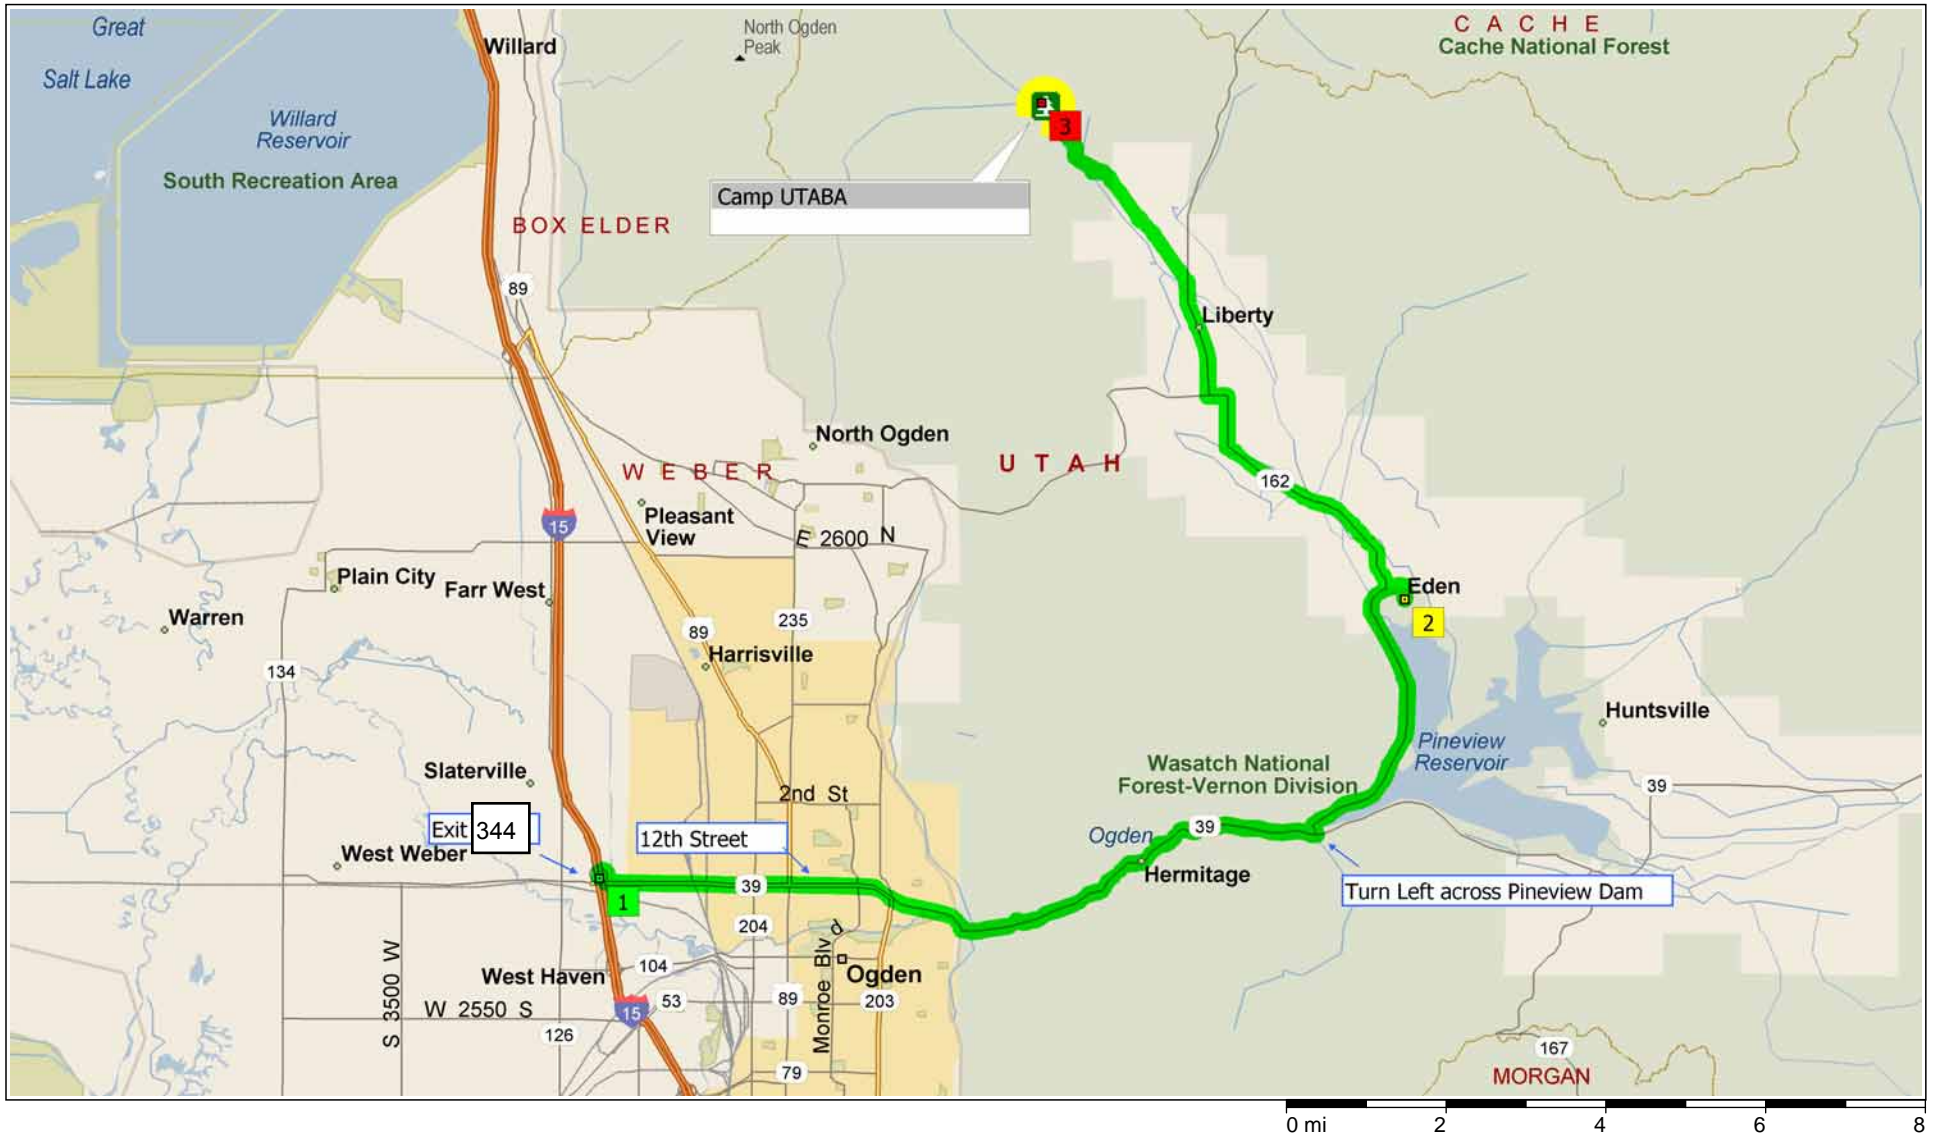 Great
Salt Lake
Willard
North Ogden
Peak
C A C H E
Cache National Forest
Willard
Reservoir
South Recreation Area
3
Camp UTABA
BOX ELDER
89
Liberty
North Ogden
W E B E R
U T A H
162
15
Pleasant
View
E 2600 N
Plain City
Farr West
Eden
Warren
2
235
89
Harrisville
134
Huntsville
Pineview
Reservoir
Wasatch National
Forest-Vernon Division
Slaterville
2nd St
39
Exit 344
12th Street
Ogden
39
West Weber
Hermitage
39
Turn Left across Pineview Dam
1
204
S 3500 W
Monroe Blvd
West Haven
104
Ogden
W 2550 S
15
53
89
203
126
167
79
MORGAN
0 mi 2 4 6 8